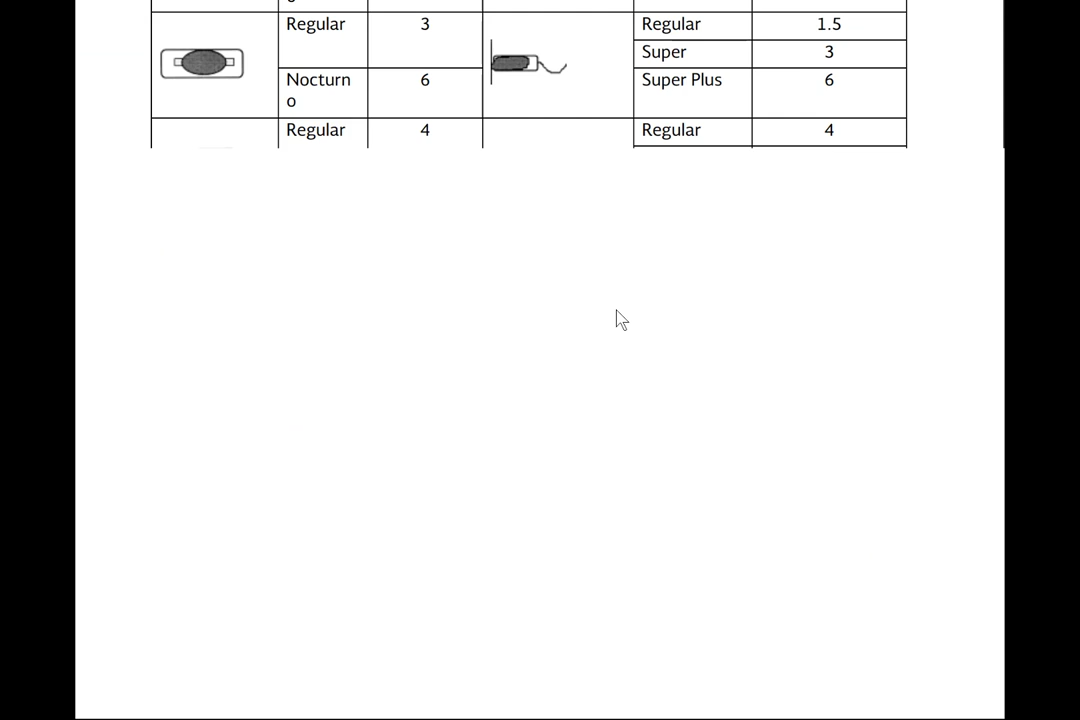 Regular 3 Regular 1.5
Super 3
Nocturn 6 Super Plus 6
o
Regular 4 Regular 4